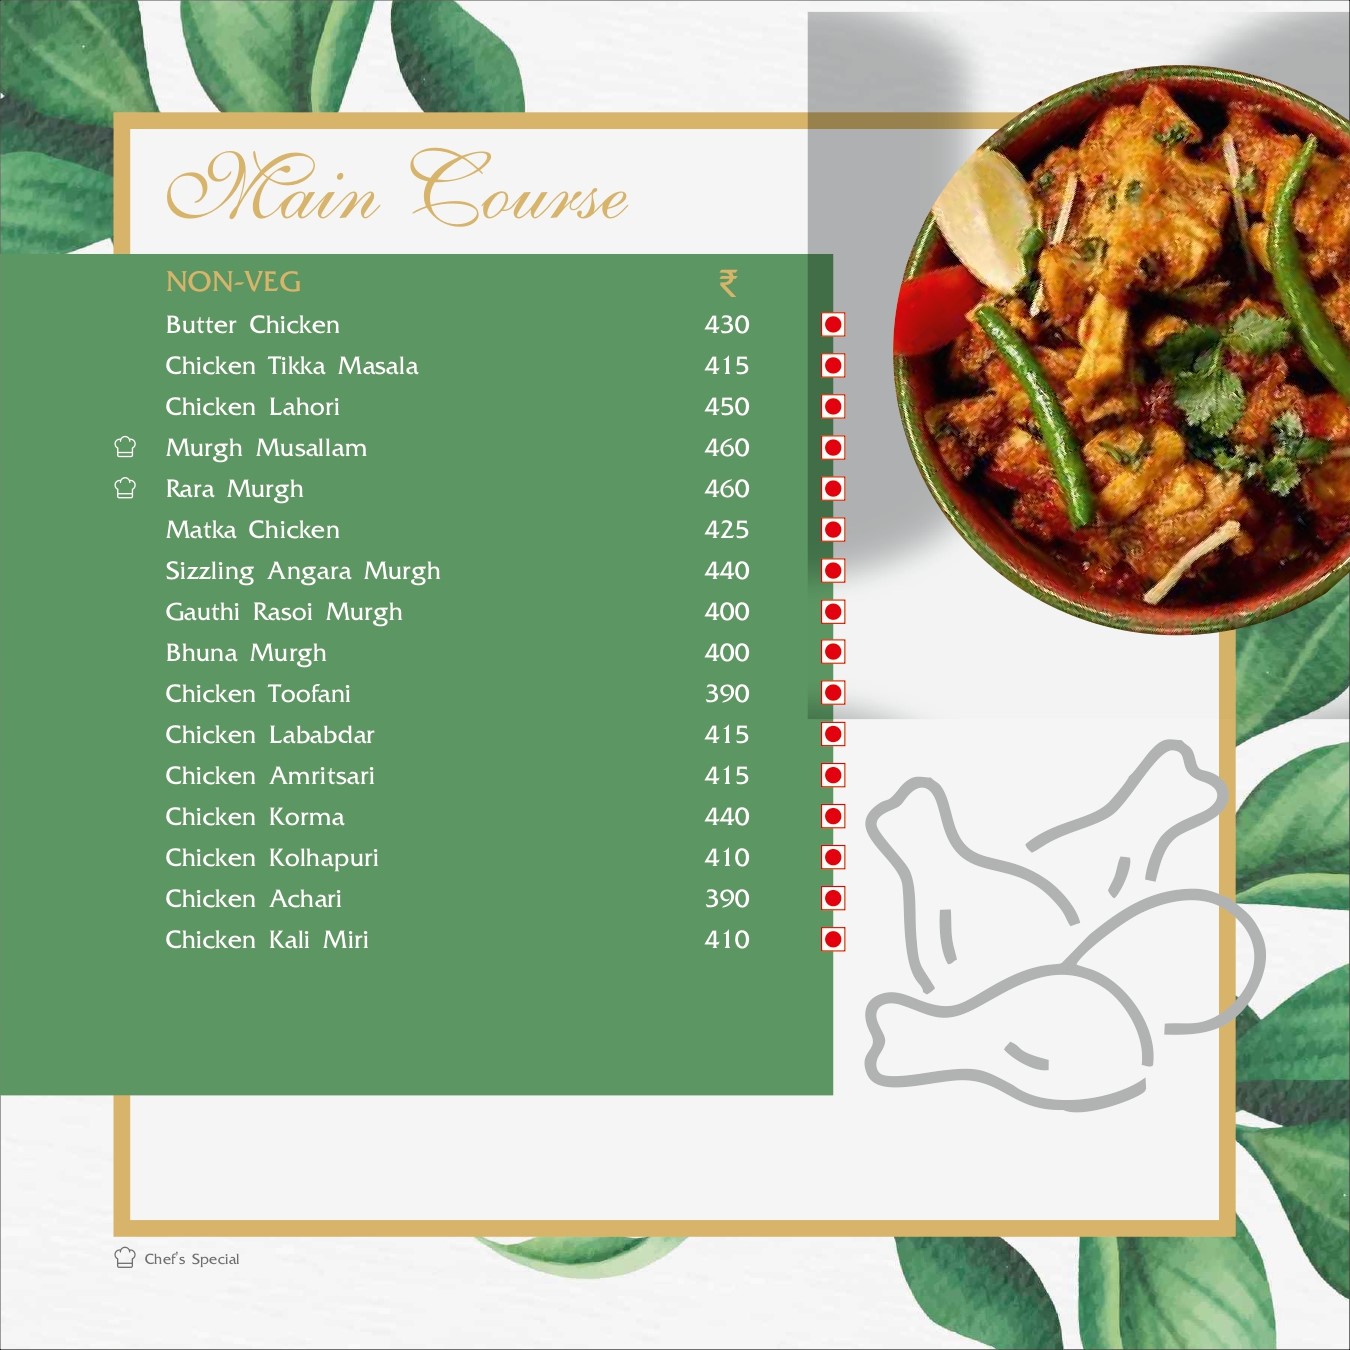 Main Course
NON-VEG ₹
Butter Chicken 430
Chicken Tikka Masala 415
Chicken Lahori 450
Murgh Musallam 460
Rara Murgh 460
Matka Chicken 425
Sizzling Angara Murgh 440
Gauthi Rasoi Murgh 400
Bhuna Murgh 400
Chicken Toofani 390
Chicken Lababdar 415
Chicken Amritsari 415
Chicken Korma 440
Chicken Kolhapuri 410
Chicken Achari 390
Chicken Kali Miri 410
Chef's Special